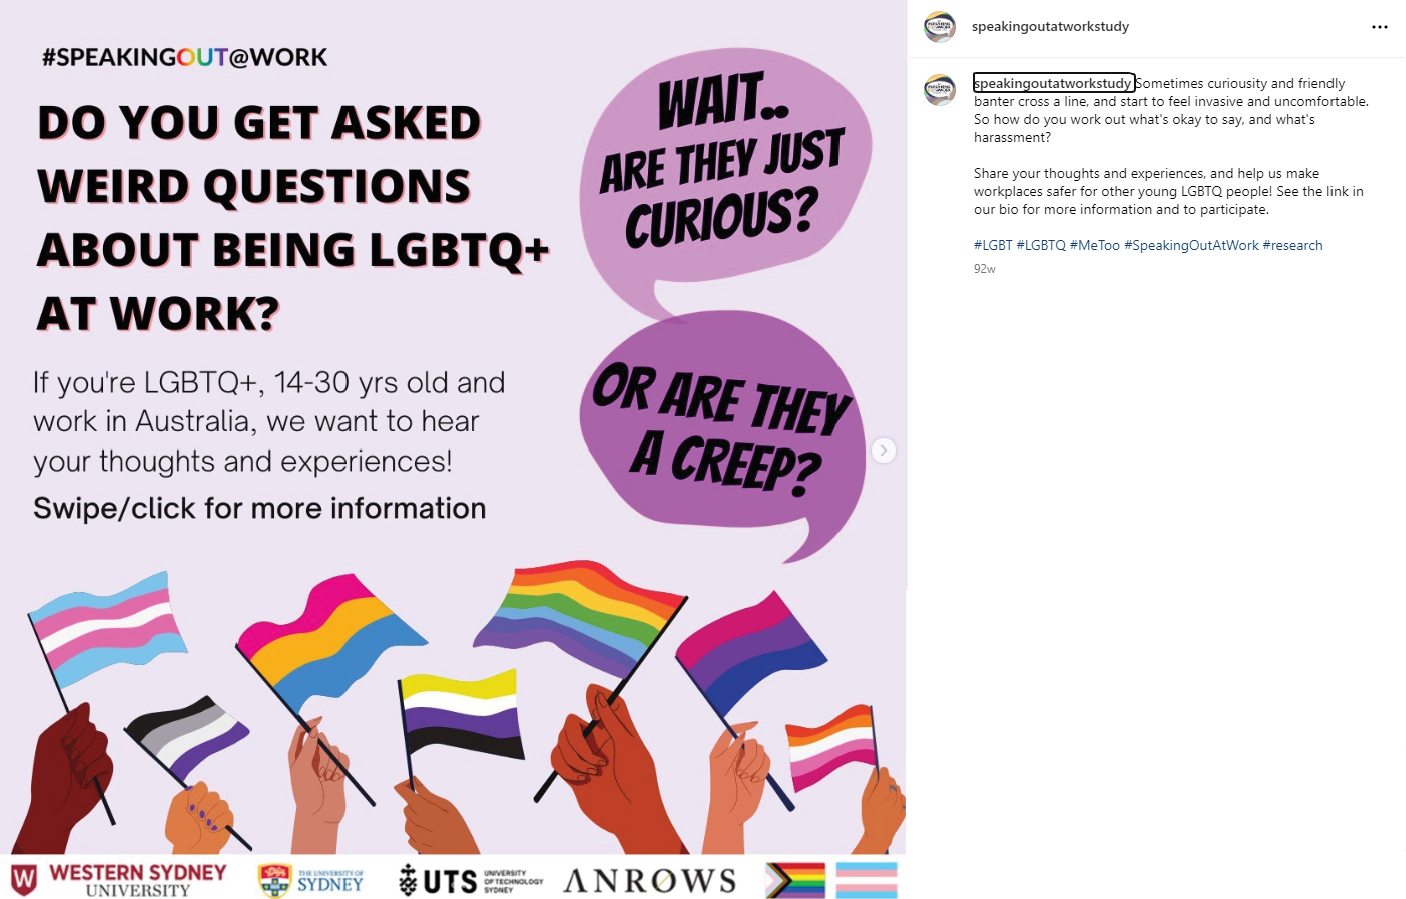 #SPEAKINGOUT@WORK
DO YOU GET ASKED
WEIRD QUESTIONS
ABOUT BEING LGBTQ+
AT WORK?
If you're LGBTQ+, 14-30 yrs old and
work in Australia, we want to hear
your thoughts and experiences!
Swipe/click for more information
WAIT..
ARE THEY JUST
CURIOUS?
OR ARE THEY
A CREEP?
WESTERN SYDNEY
UNIVERSITY
THE UNIVERSITY OF
SYDNEY
UTS
UNIVERSITY
OF TECHNOLOGY
SYDNEY
ANROWS
speakingoutatworkstudy
speakingoutatworkstudy Sometimes curiousity and friendly
banter cross a line, and start to feel invasive and uncomfortable.
So how do you work out what's okay to say, and what's
harassment?
Share your thoughts and experiences, and help us make
workplaces safer for other young LGBTQ people! See the link in
our bio for more information and to participate.
#LGBT #LGBTQ #MeToo #SpeakingOutAtWork #research
92w